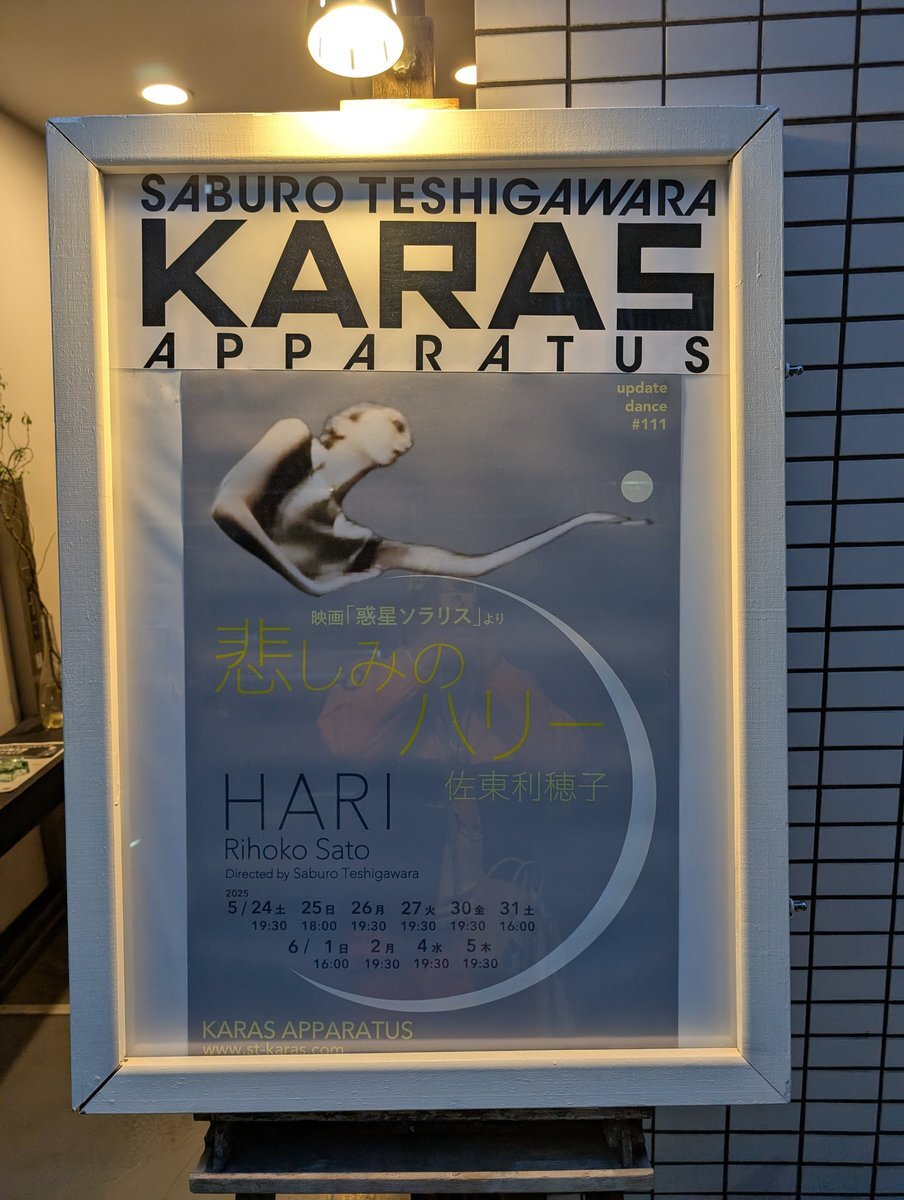 SABURO TESHIGAWARA
KARAS
APPARATUS
update
dance
#111
映画「惑星ソラリス」より
悲しみの
ハリー
佐東利穂子
HARI
Rihoko Sato
Directed by Saburo Teshigawara
2025
5/24土 25日 26月 27火 30金 31土
19:30 18:00 19:30 19:30 19:30 16:00
6/ 1日 2月 4水 5木
16:00 19:30 19:30 19:30
KARAS APPARATUS
www.st-karas.com